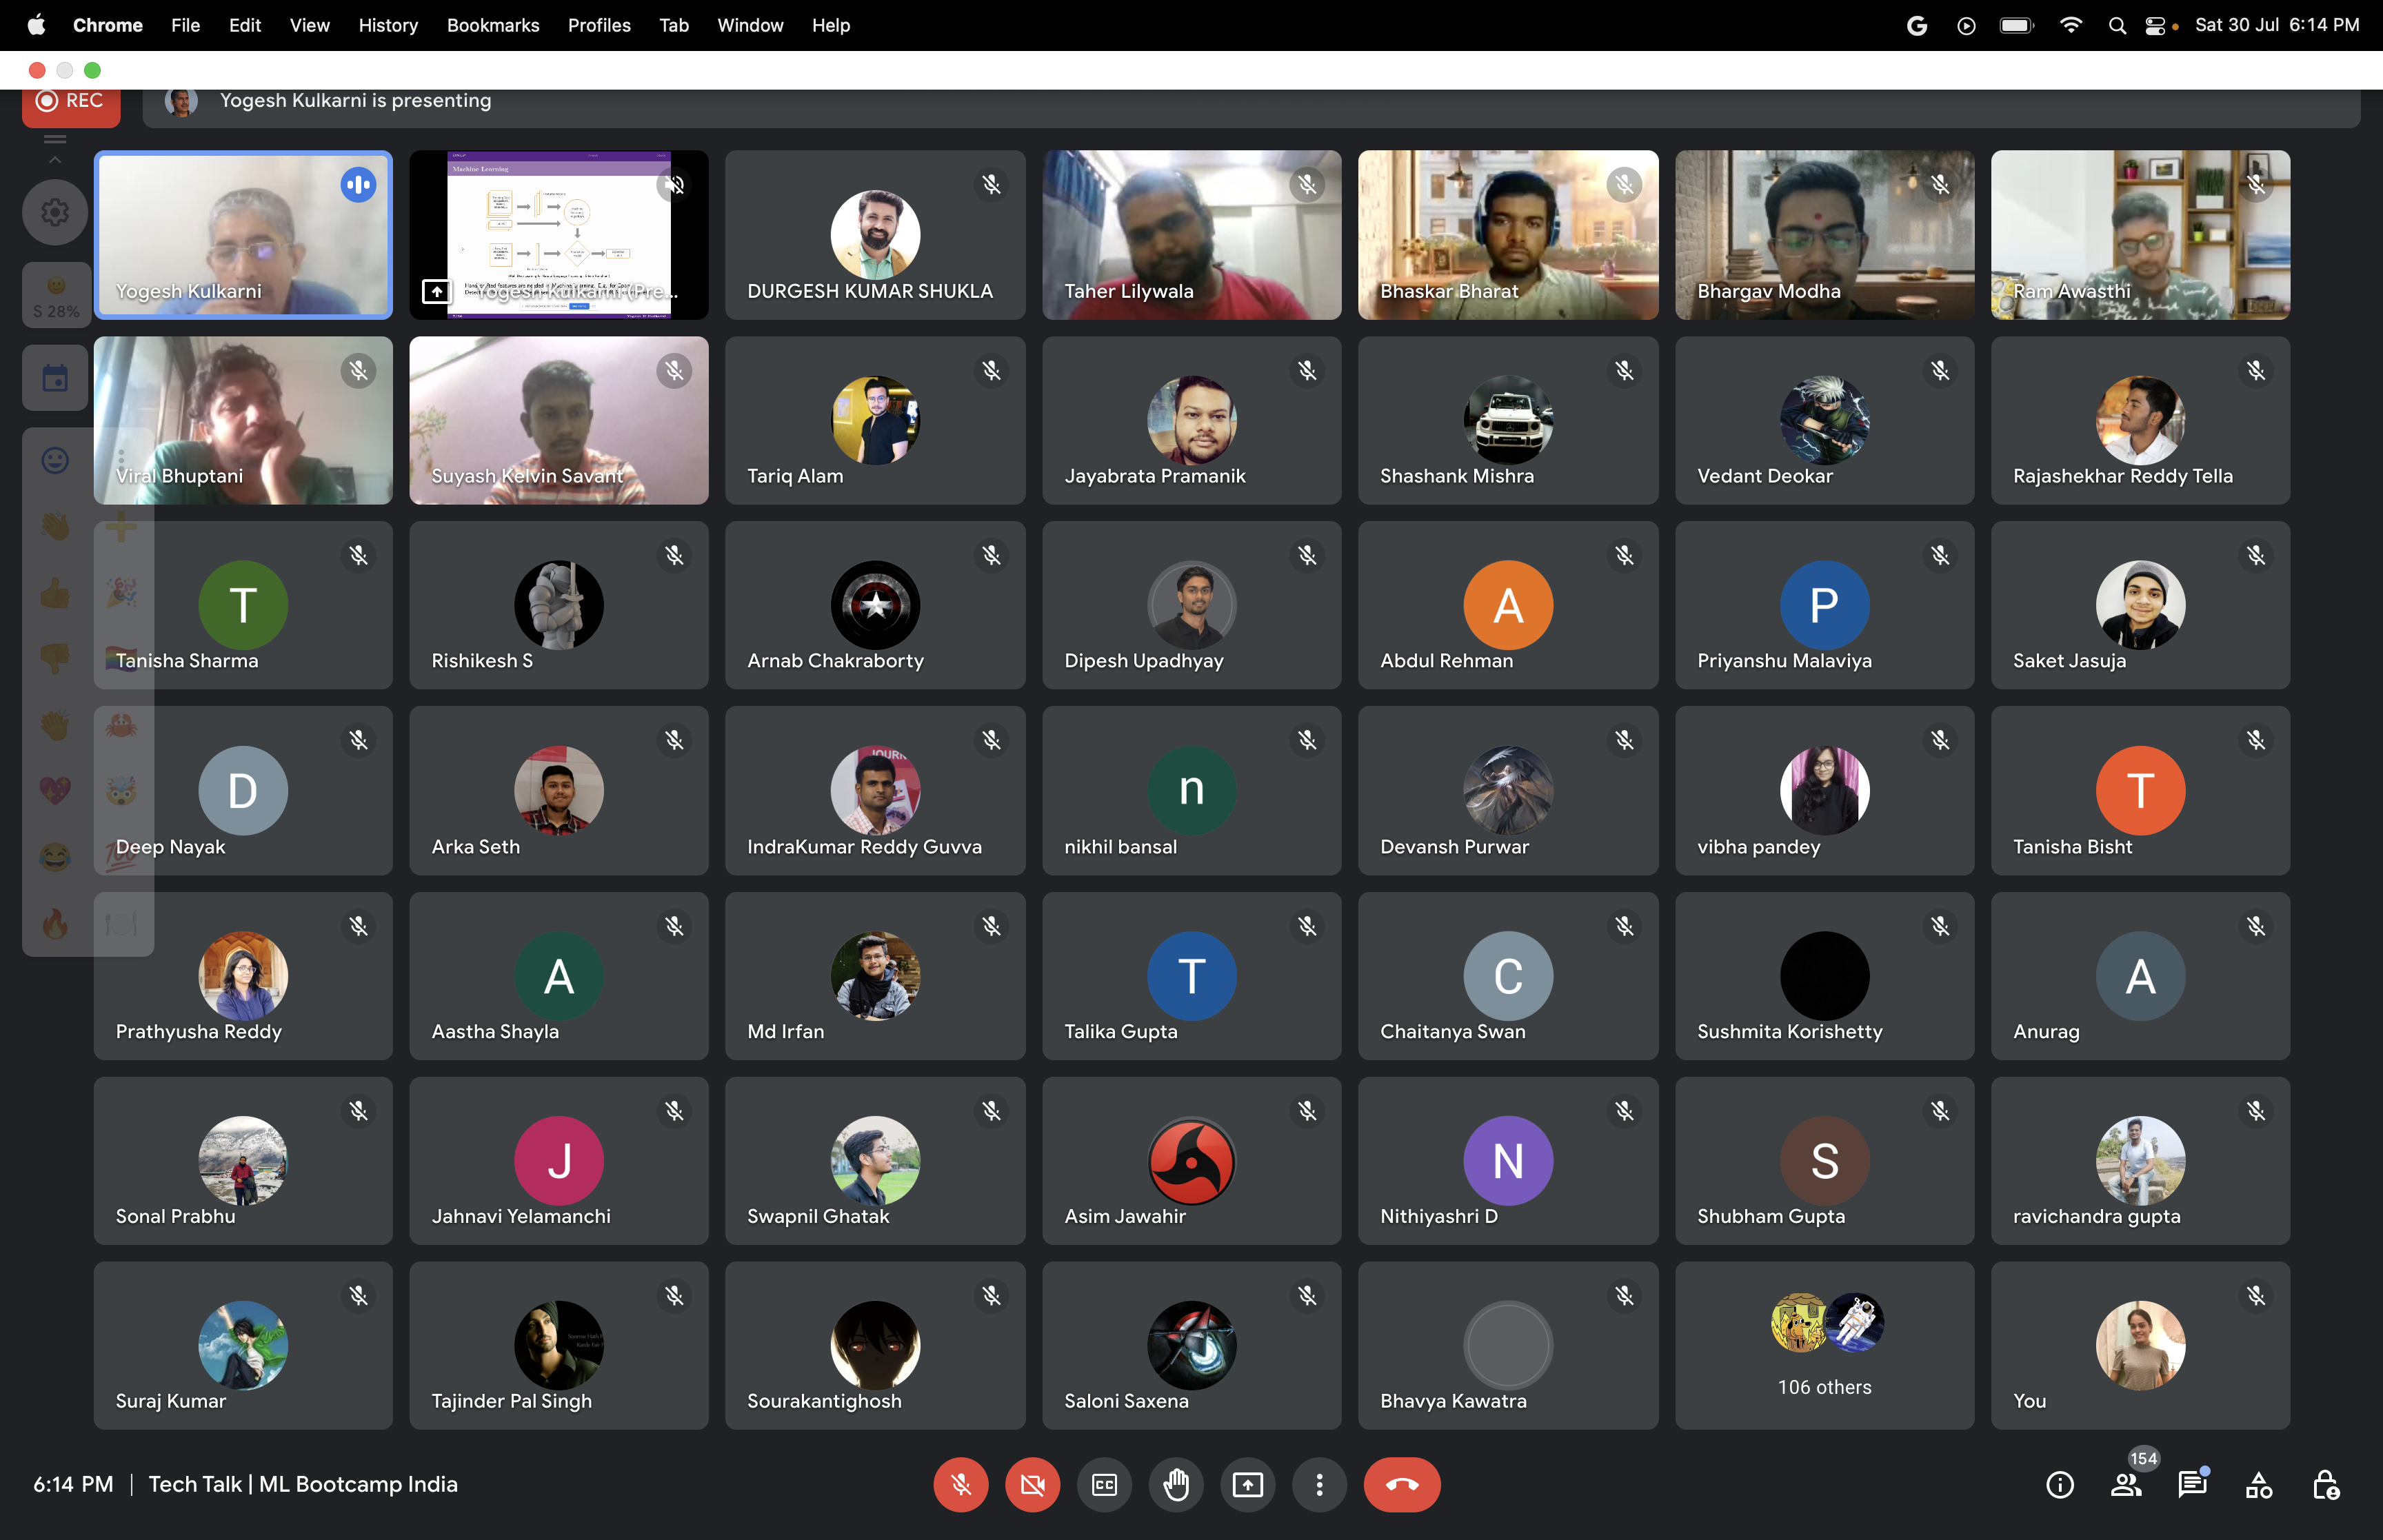 Chrome File Edit View History Bookmarks Profiles Tab Window Help
Sat 30 Jul 6:14 PM
REC
Yogesh Kulkarni is presenting
Machine Learning
Yogesh Kulkarni
Yogesh Kulkarni (Pre...
DURGESH KUMAR SHUKLA
Taher Lilywala
Bhaskar Bharat
Bhargav Modha
Ram Awasthi
S 28%
Viral Bhuptani
Suyash Kelvin Savant
Tariq Alam
Jayabrata Pramanik
Shashank Mishra
Vedant Deokar
Rajashekhar Reddy Tella
T
Tanisha Sharma
Rishikesh S
Arnab Chakraborty
Dipesh Upadhyay
A
Abdul Rehman
P
Priyanshu Malaviya
Saket Jasuja
D
Deep Nayak
Arka Seth
IndraKumar Reddy Guvva
n
nikhil bansal
Devansh Purwar
vibha pandey
T
Tanisha Bisht
Prathyusha Reddy
A
Aastha Shayla
Md Irfan
T
Talika Gupta
C
Chaitanya Swan
Sushmita Korishetty
A
Anurag
Sonal Prabhu
J
Jahnavi Yelamanchi
Swapnil Ghatak
Asim Jawahir
N
Nithiyashri D
S
Shubham Gupta
ravichandra gupta
Suraj Kumar
Tajinder Pal Singh
Sourakantighosh
Saloni Saxena
Bhavya Kawatra
106 others
You
6:14 PM | Tech Talk | ML Bootcamp India
CC
154